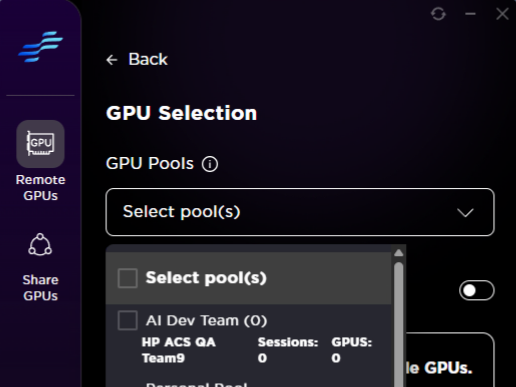 ← Back
GPU Selection
GPU Pools
Select pool(s)
GPU
Remote
GPUs
Share
GPUs
Select pool(s)
AI Dev Team (0)
HP ACS QA Sessions: GPUS:
Team9 0 0
Personal Pool
le GPUs.